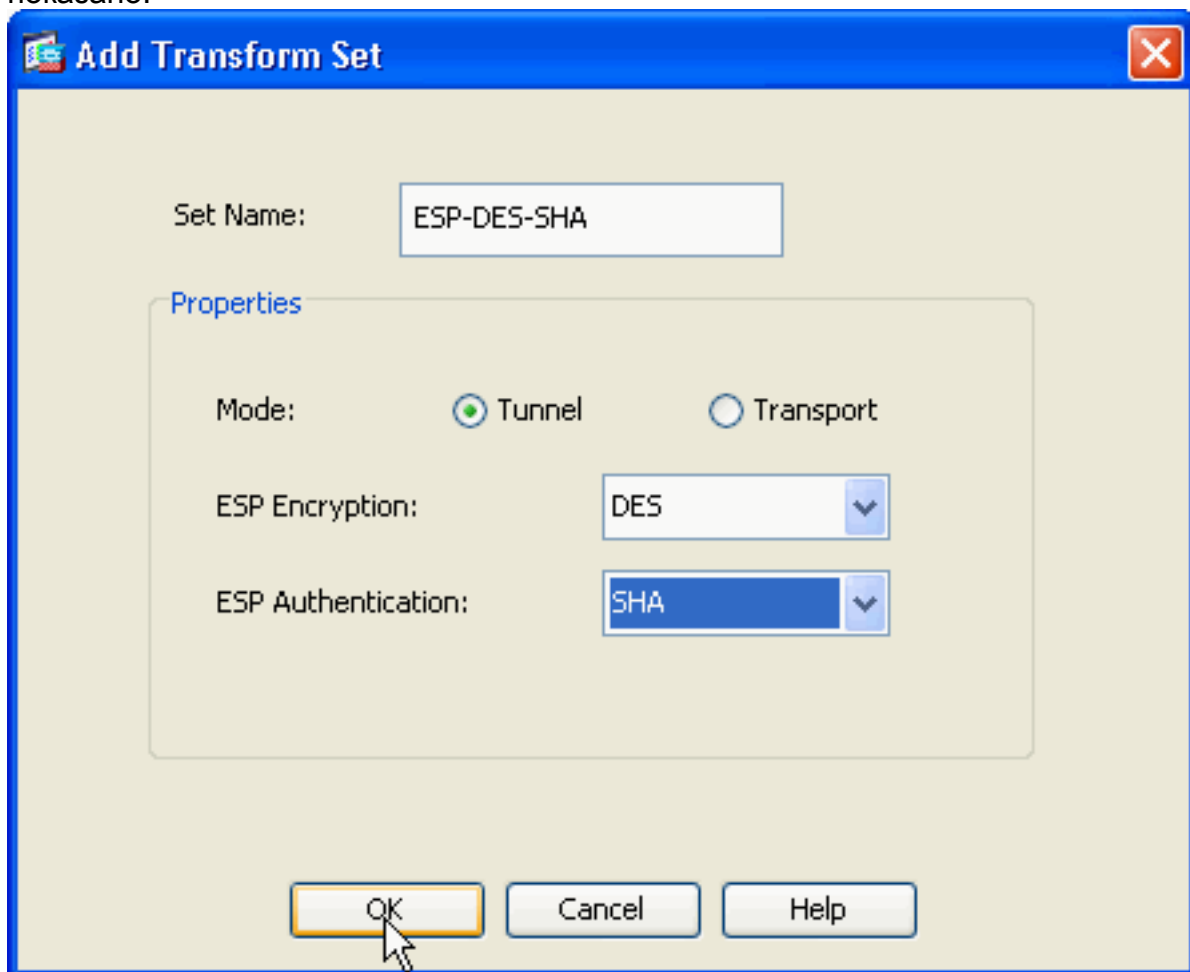 показано:
Add Transform Set
Set Name: ESP-DES-SHA
Properties
Mode: Tunnel Transport
ESP Encryption: DES
ESP Authentication: SHA
OK Cancel Help